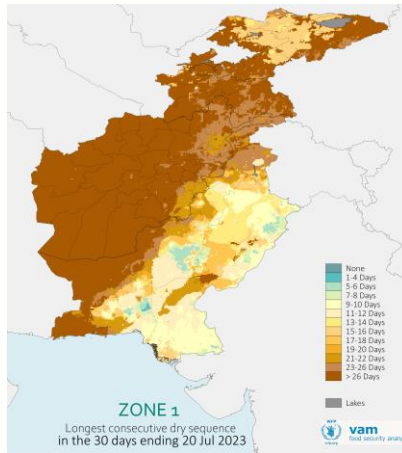 None
1-4 Days
5-6 Days
7-8 Days
9-10 Days
11-12 Days
13-14 Days
15-16 Days
17-18 Days
19-20 Days
21-22 Days
23-26 Days
> 26 Days
Lakes
ZONE 1
Longest consecutive dry sequence
in the 30 days ending 20 Jul 2023
WFP
vam
food security analy